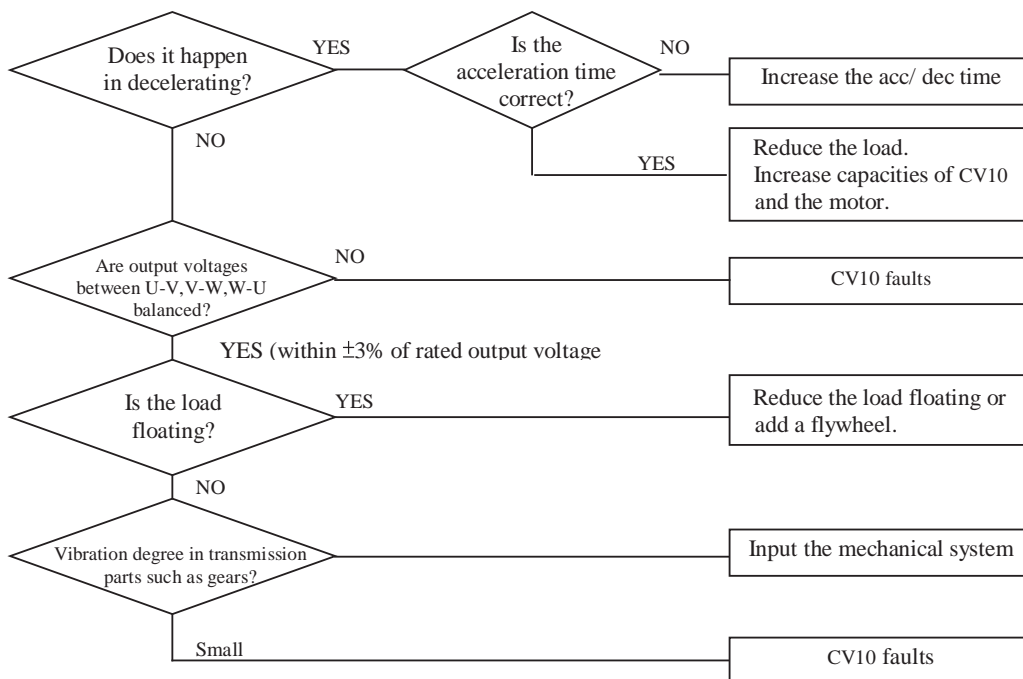 Does it happen
in decelerating?
YES
Is the
acceleration time
correct?
NO
Increase the acc/ dec time
NO
YES
Reduce the load.
Increase capacities of CV10
and the motor.
Are output voltages
between U-V,V-W,W-U
balanced?
NO
CV10 faults
YES (within ±3% of rated output voltage
Is the load
floating?
YES
Reduce the load floating or
add a flywheel.
NO
Vibration degree in transmission
parts such as gears?
Input the mechanical system
Small
CV10 faults